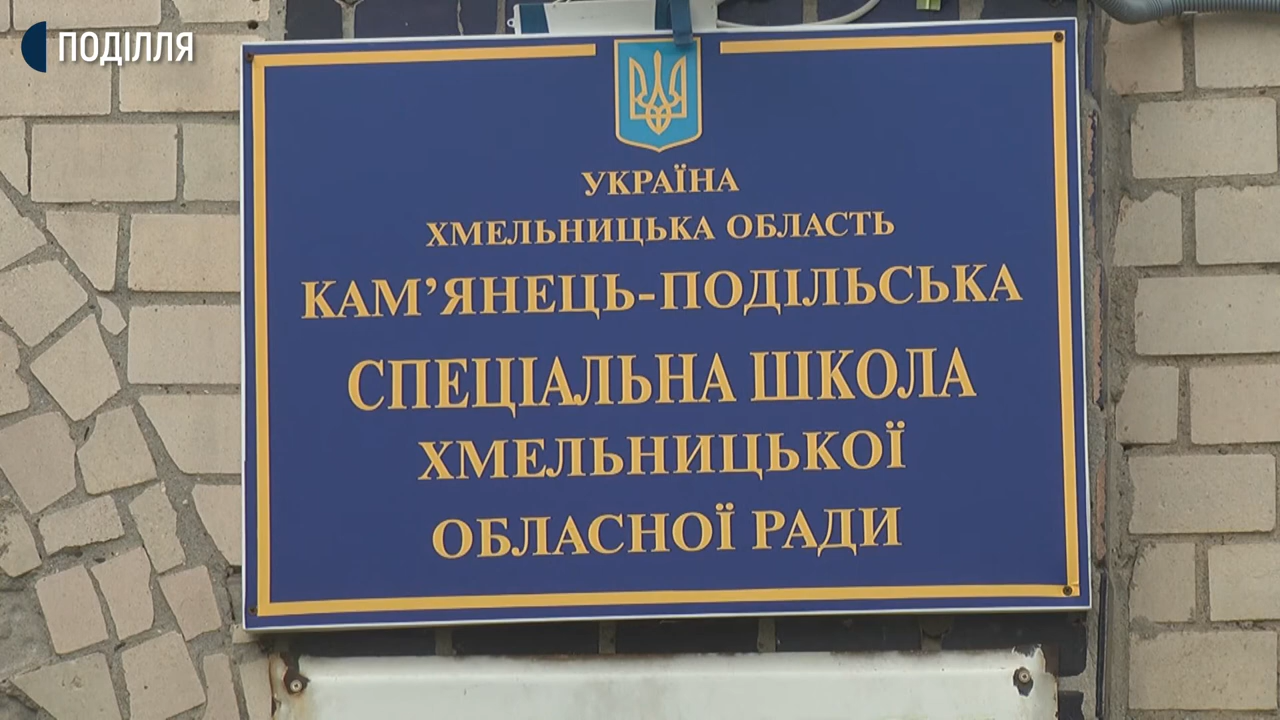 ПОДІЛЛЯ
УКРАЇНА
ХМЕЛЬНИЦЬКА ОБЛАСТЬ
КАМ’ЯНЕЦЬ-ПОДІЛЬСЬКА
СПЕЦІАЛЬНА ШКОЛА
ХМЕЛЬНИЦЬКОЇ
ОБЛАСНОЇ РАДИ